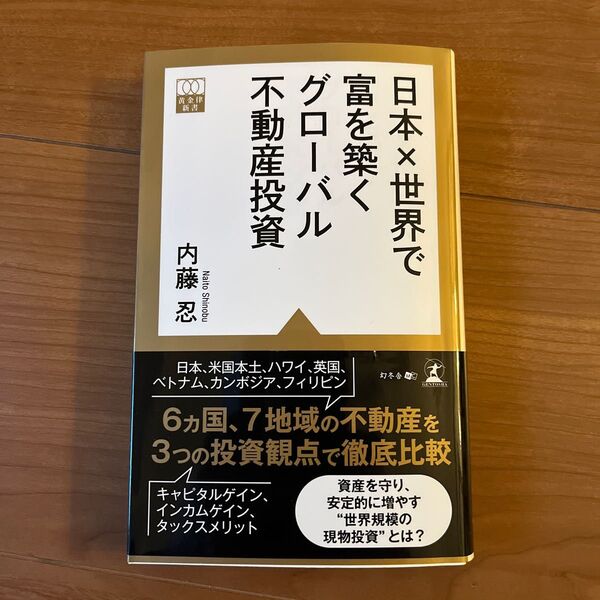 黄金律
新書
日本×世界で
富を築く
グローバル
不動産投資
内藤 忍
Naito Shinobu
日本、米国本土、ハワイ、英国、
ベトナム、カンボジア、フィリピン
幻冬舎
GENTOSHA
6ヵ国、7地域の不動産を
3つの投資観点で徹底比較
キャピタルゲイン、
インカムゲイン、
タックスメリット
資産を守り、
安定的に増やす
“世界規模の
現物投資”とは?